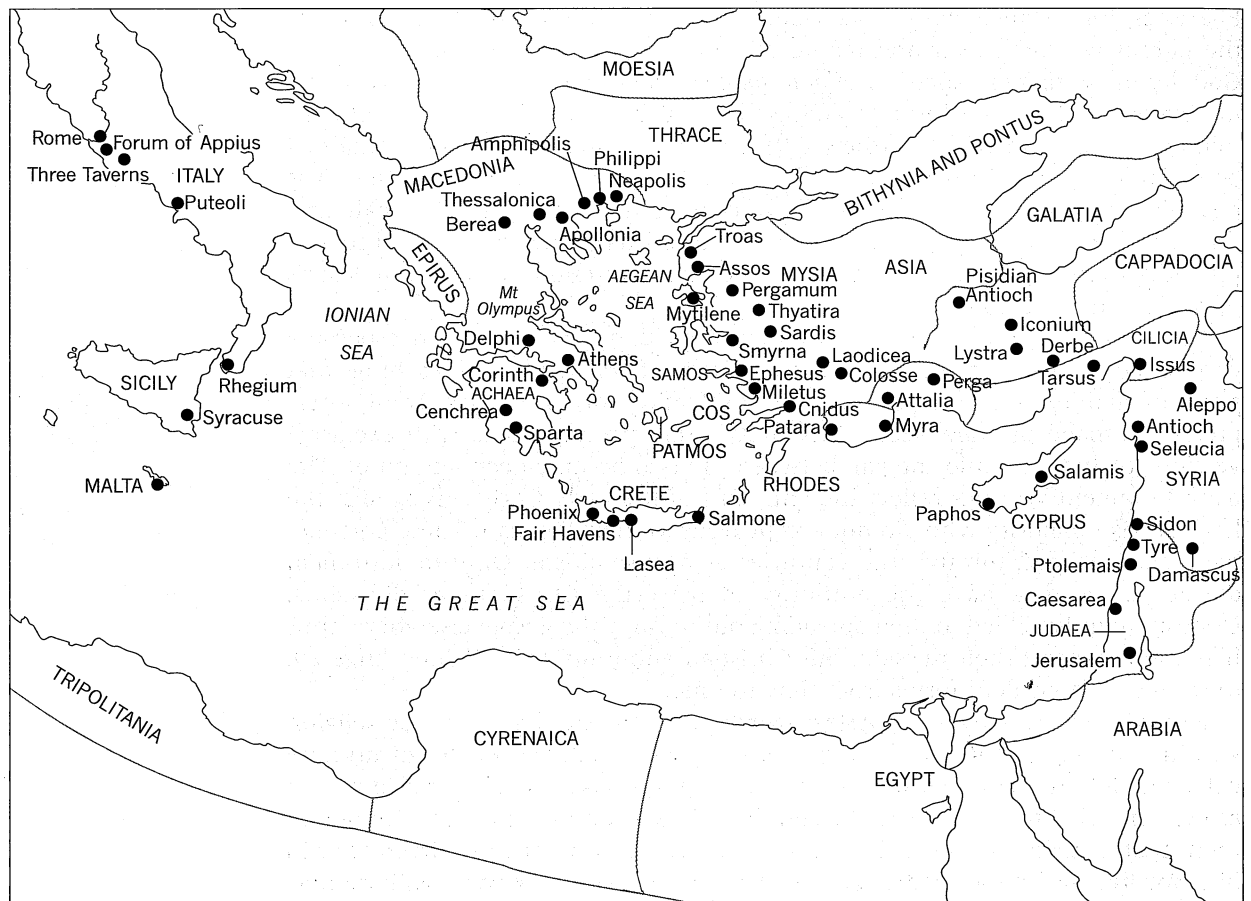 MOESIA
THRACE
Rome
Forum of Appius
Three Taverns
ITALY
Puteoli
Amphipolis
Philippi
Neapolis
MACEDONIA
Thessalonica
Berea
Apollonia
BITHYNIA AND PONTUS
GALATIA
CAPPADOCIA
EPIRUS
Troas
Assos
AEGEAN
SEA
MYSIA
ASIA
Pisidian
Antioch
Pergamum
Mytilene
Thyatira
Sardis
Mt
Olympus
IONIAN
SEA
Delphi
Athens
Smyrna
Iconium
Lystra
Derbe
CILICIA
Issus
Tarsus
SICILY
Rhegium
Syracuse
Corinth
ACHAEA
Cenchrea
Sparta
SAMOS
Ephesus
Laodicea
Colosse
Miletus
Perga
Attalia
COS
Cnidus
Patara
Myra
Aleppo
Antioch
Seleucia
PATMOS
RHODES
Salamis
SYRIA
MALTA
CRETE
Phoenix
Fair Havens
Salmone
Lasea
Paphos
CYPRUS
Sidon
Tyre
Ptolemais
Damascus
THE GREAT SEA
Caesarea
JUDAEA
Jerusalem
TRIPOLITANIA
CYRENAICA
EGYPT
ARABIA